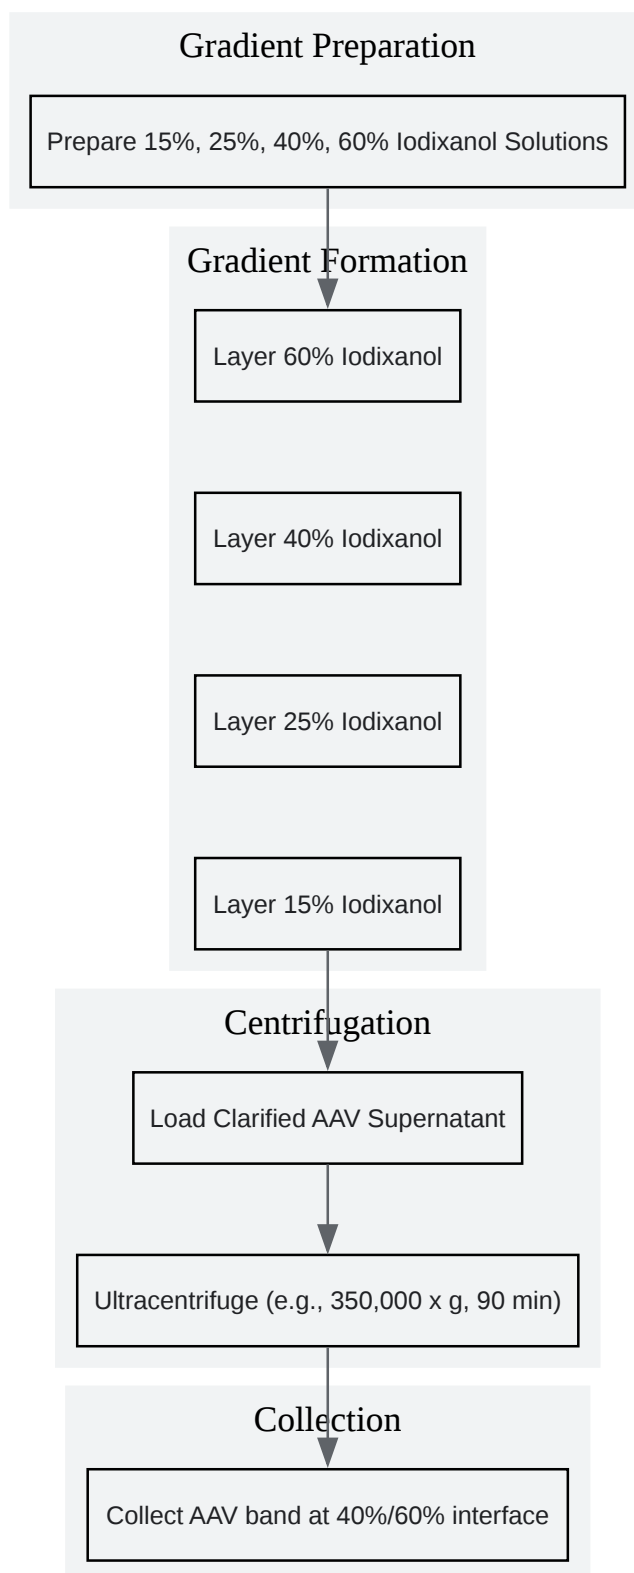 Gradient Preparation
Prepare 15%, 25%, 40%, 60% Iodixanol Solutions
Gradient Formation
Layer 60% Iodixanol
Layer 40% Iodixanol
Layer 25% Iodixanol
Layer 15% Iodixanol
Centrifugation
Load Clarified AAV Supernatant
Ultracentrifuge (e.g., 350,000 x g, 90 min)
Collection
Collect AAV band at 40%/60% interface